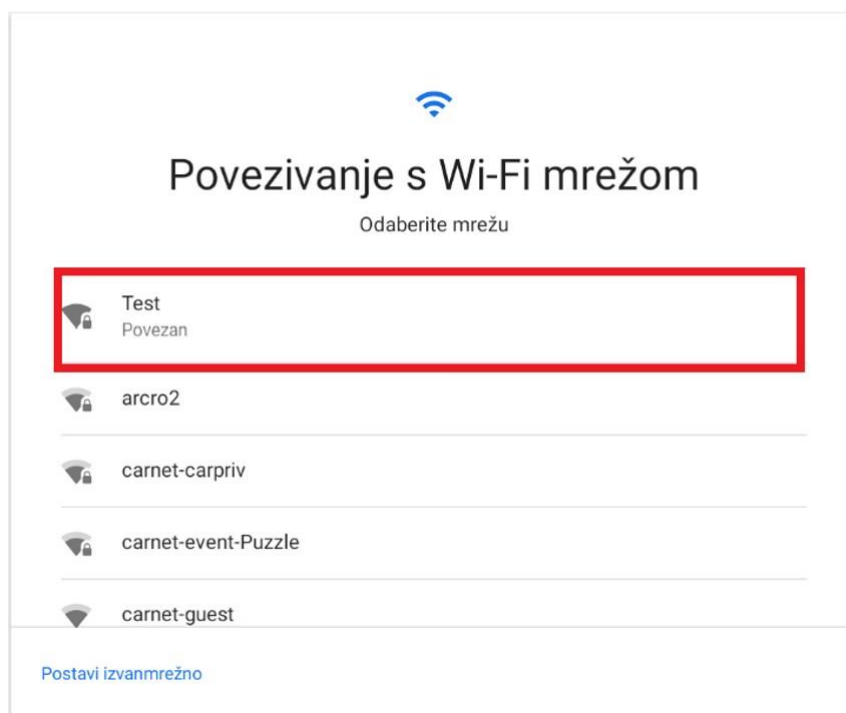 Povezivanje s Wi-Fi mrežom
Odaberite mrežu
Test
Povezan
arcro2
carnet-carpriv
carnet-event-Puzzle
carnet-guest
Postavi izvanmrežno